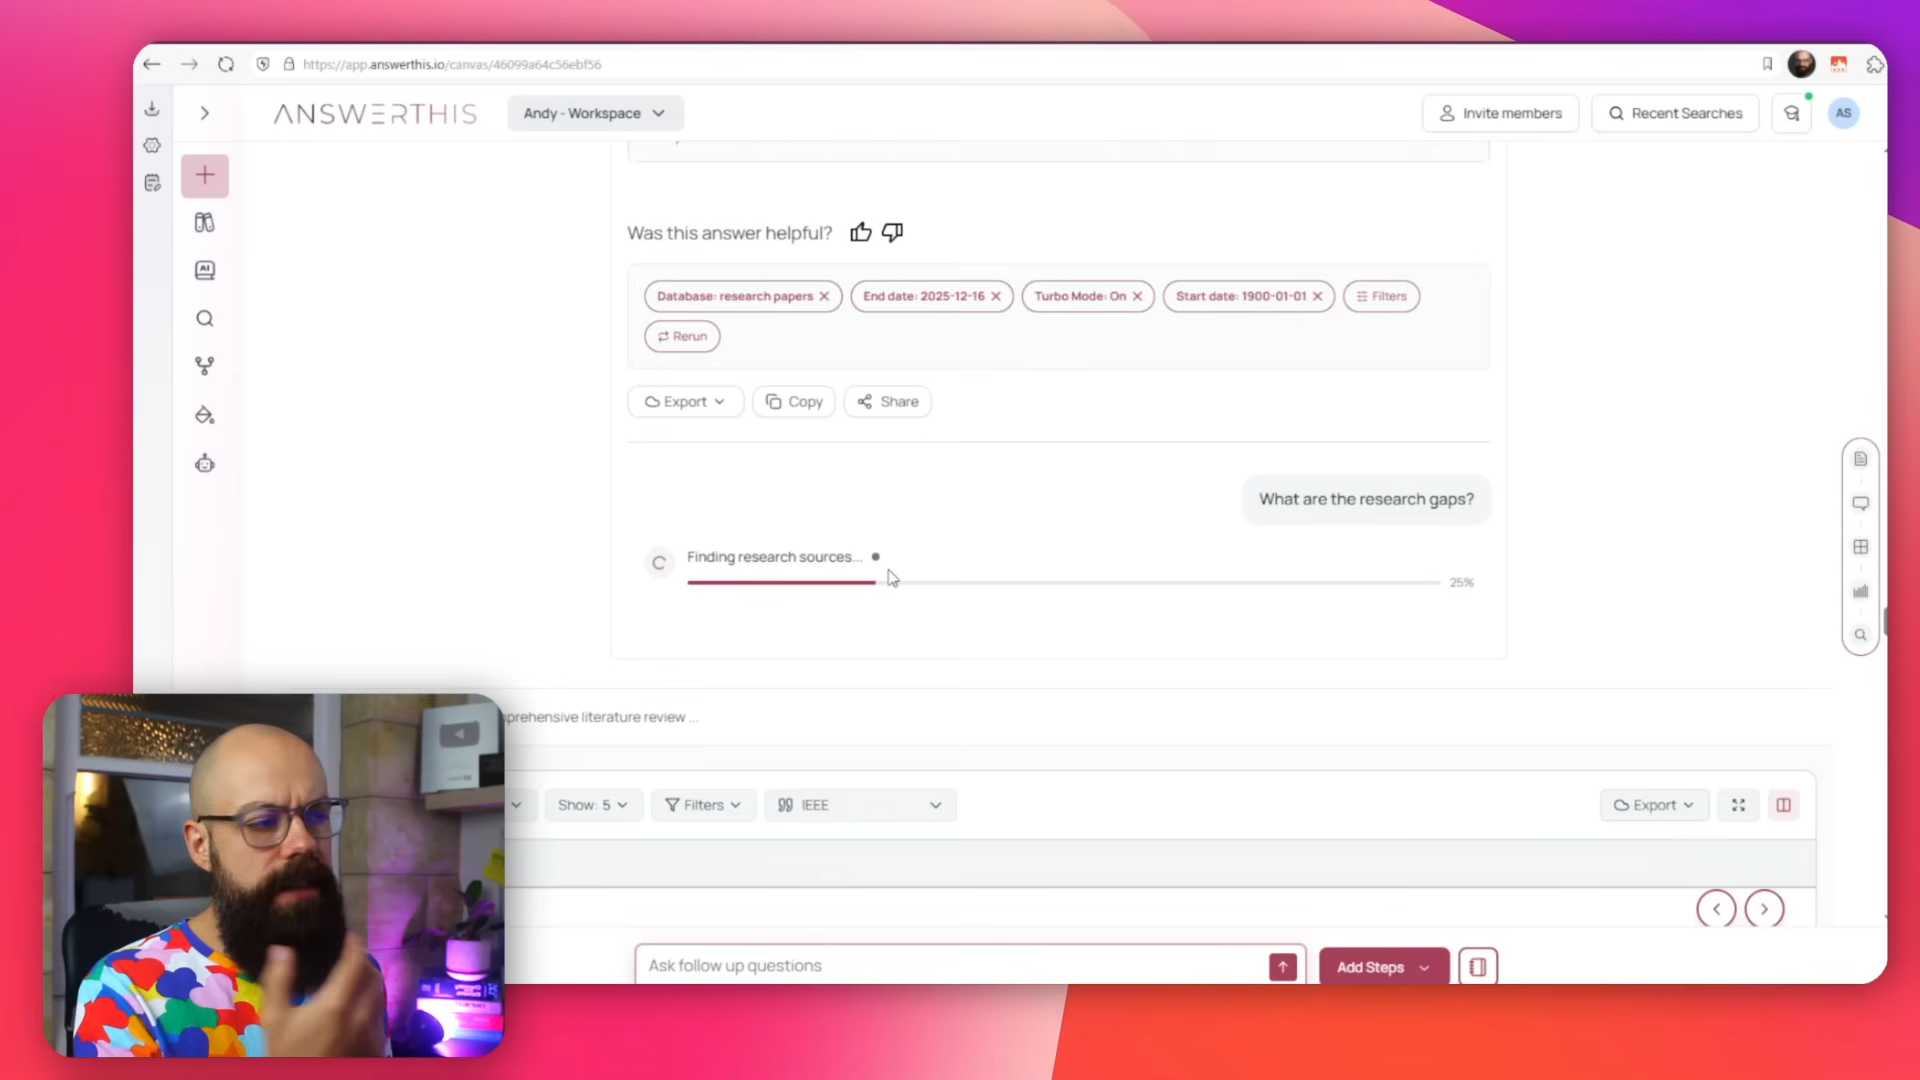 https://app.answerthis.io/canvas/46099a64c56ebf56
ANSWERTHIS
Andy - Workspace
Invite members
Recent Searches
AS
Was this answer helpful?
Database: research papers
End date: 2025-12-16
Turbo Mode: On
Start date: 1900-01-01
Filters
Rerun
Export
Copy
Share
What are the research gaps?
Finding research sources...
25%
prehensive literature review ...
Show: 5
Filters
IEEE
Export
Ask follow up questions
Add Steps